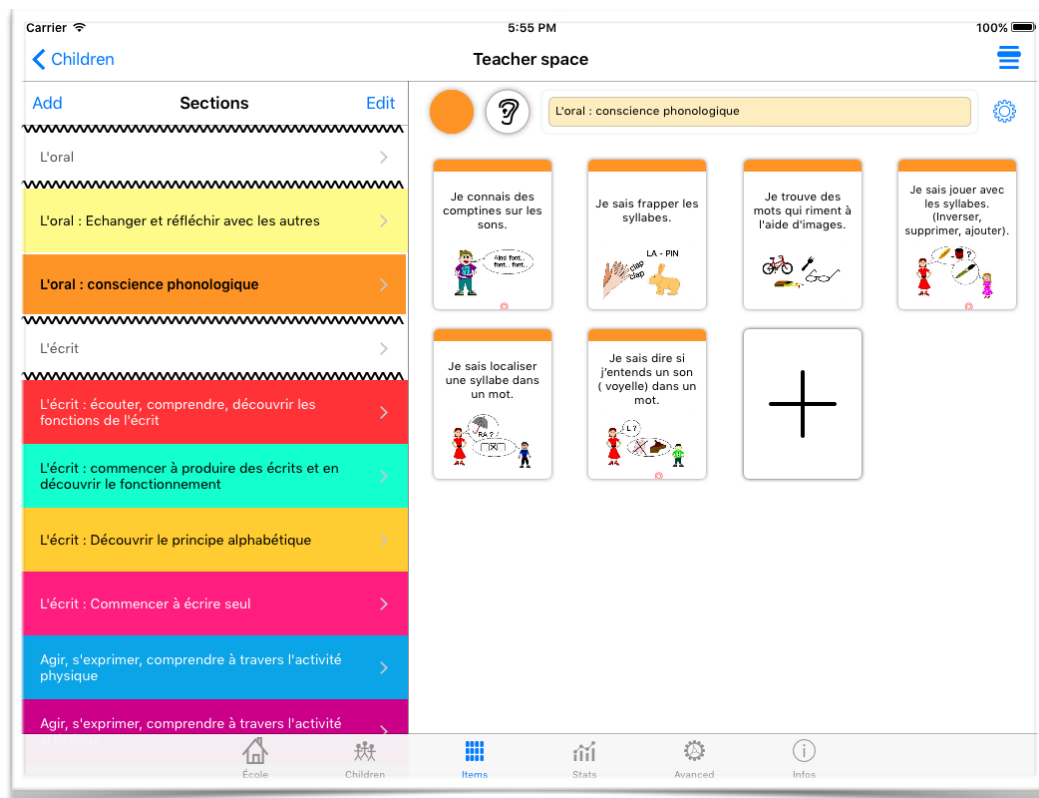 Carrier
5:55 PM
100%
Children
Teacher space
Add
Sections
Edit
L'oral
L'oral : Echanger et réfléchir avec les autres
L'oral : conscience phonologique
L'écrit
L'écrit : écouter, comprendre, découvrir les
fonctions de l'écrit
L'écrit : commencer à produire des écrits et en
découvrir le fonctionnement
L'écrit : Découvrir le principe alphabétique
L'écrit : Commencer à écrire seul
Agir, s'exprimer, comprendre à travers l'activité
physique
Agir, s'exprimer, comprendre à travers l'activité
L'oral : conscience phonologique
Je connais des
comptines sur les
sons.
Je sais frapper les
syllabes.
LA - PIN
clap
clap
Je trouve des
mots qui riment à
l'aide d'images.
Je sais jouer avec
les syllabes.
(Inverser,
supprimer, ajouter).
?
Je sais localiser
une syllabe dans
un mot.
RA ?
Je sais dire si
j'entends un son
( voyelle) dans un
mot.
L ?
École
Children
Items
Stats
Avanced
Infos